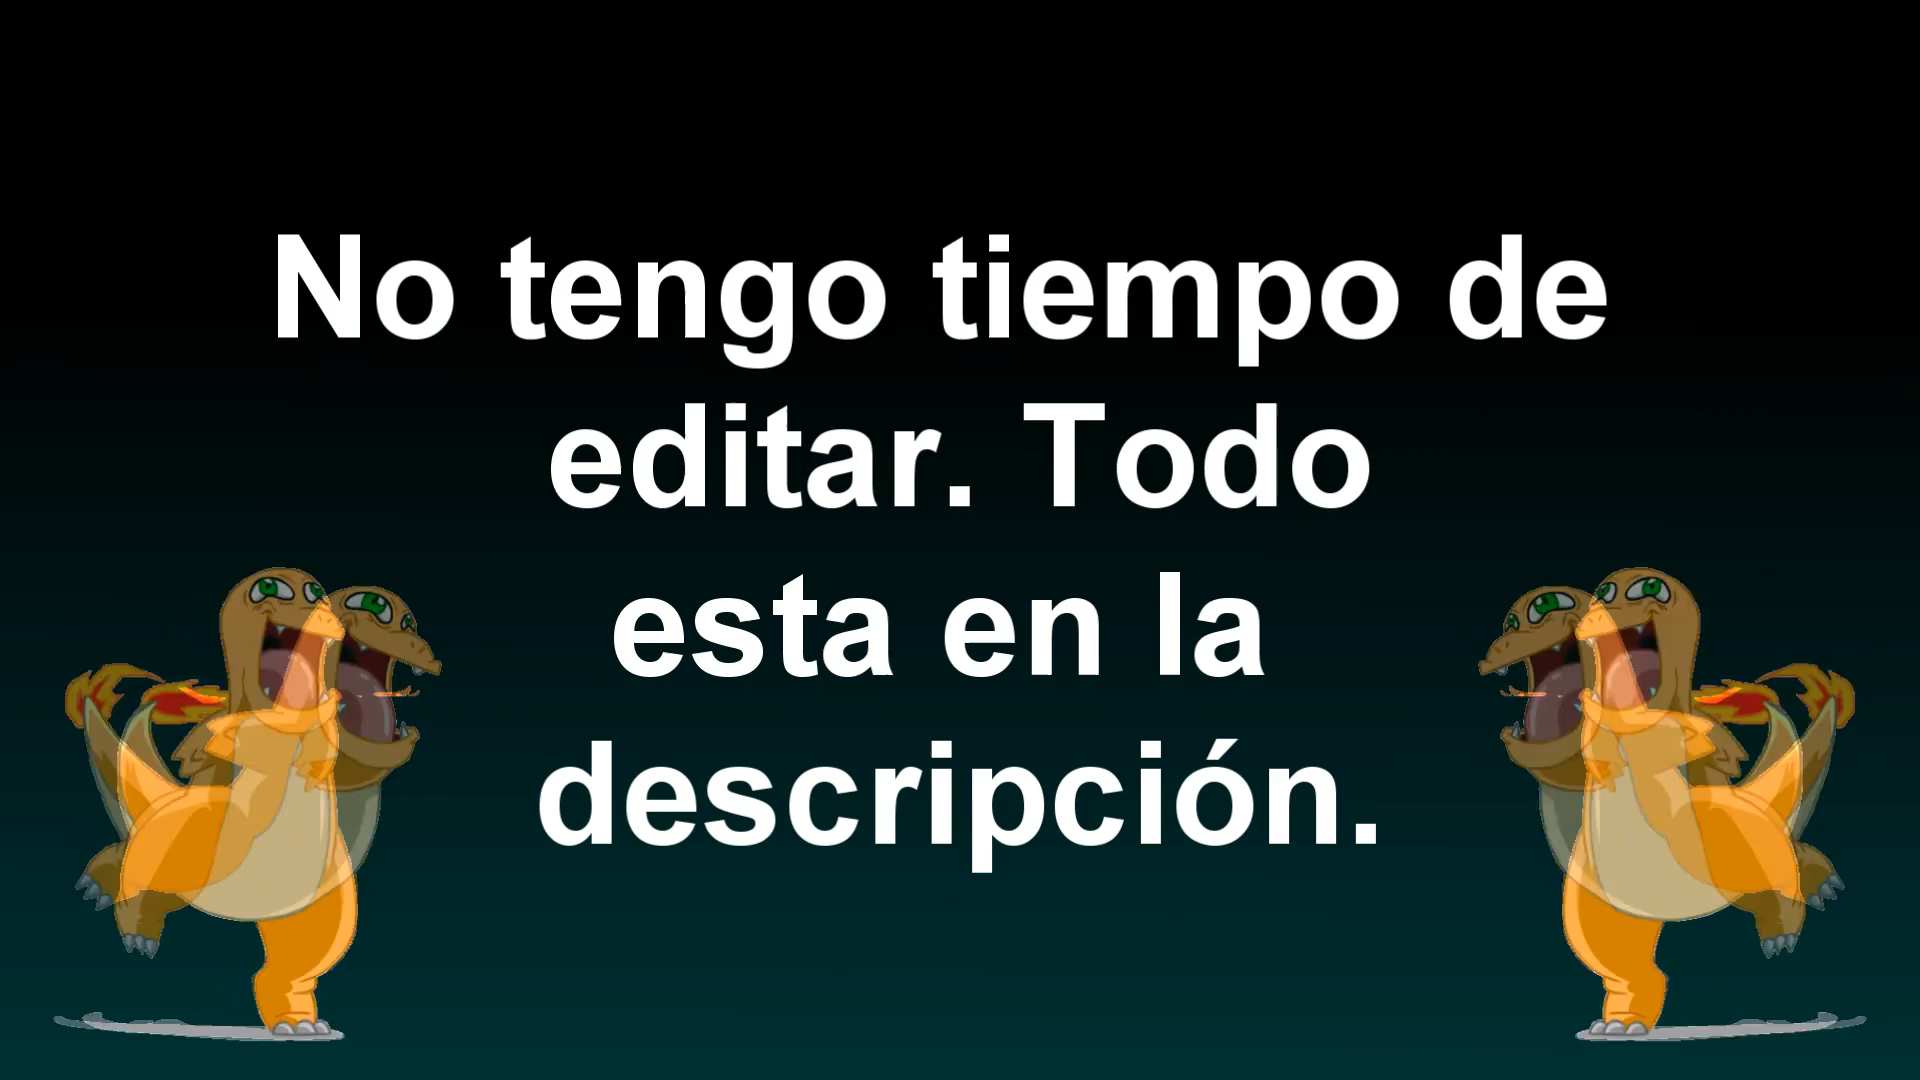 No tengo tiempo de
editar. Todo
esta en la
descripción.